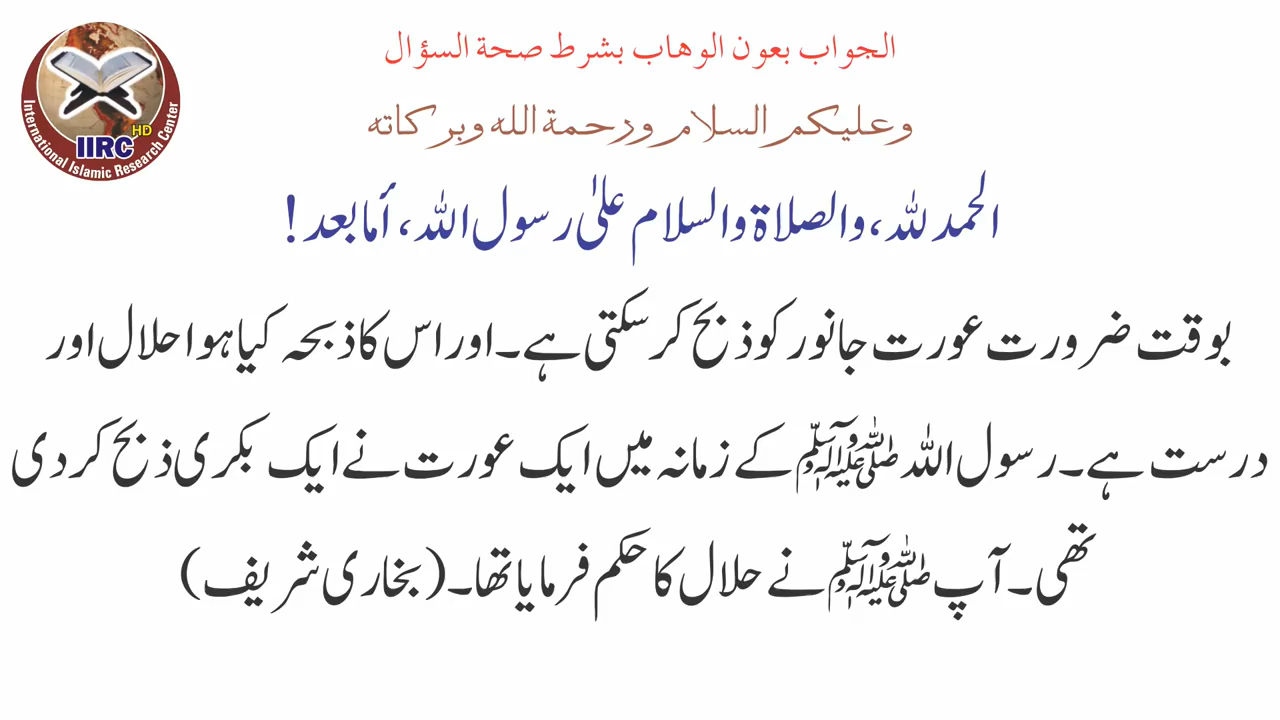 International Islamic Research Center
IIRC HD
الجواب بعون الوهاب بشرط صحة السؤال
وعليكم السلام ورحمة الله وبركاته
الحمد للہ، والصلاۃ والسلام علیٰ رسول اللہ، أما بعد!
بوقت ضرورت عورت جانور کو ذبح کر سکتی ہے۔ اور اس کا ذبحہ کیا ہوا حلال اور
درست ہے۔ رسول اللہ ﷺ کے زمانہ میں ایک عورت نے ایک بکری ذبح کر دی
تھی۔ آپ ﷺ نے حلال کا حکم فرمایا تھا۔ (بخاری شریف)